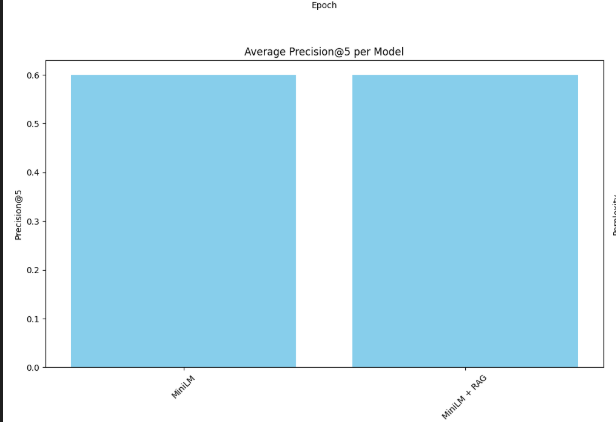 Epoch
Average Precision@5 per Model
Precision@5
0.6
0.5
0.4
0.3
0.2
0.1
0.0
MiniLM
MiniLM + RAG
Perplexity